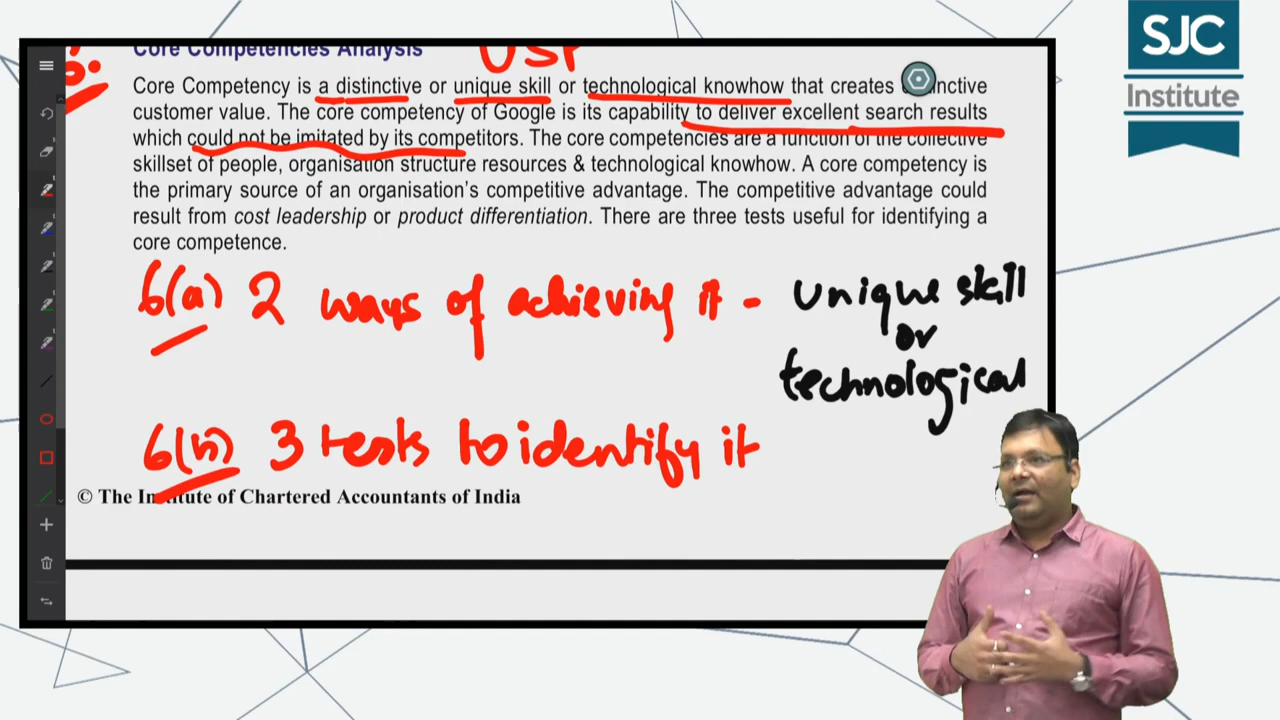 SJC
Institute
6.
Core Competencies Analysis
USP
Core Competency is a distinctive or unique skill or technological knowhow that creates distinctive
customer value. The core competency of Google is its capability to deliver excellent search results
which could not be imitated by its competitors. The core competencies are a function of the collective
skillset of people, organisation structure resources & technological knowhow. A core competency is
the primary source of an organisation's competitive advantage. The competitive advantage could
result from cost leadership or product differentiation. There are three tests useful for identifying a
core competence.
6(a) 2 ways of achieving it - unique skill
or
technological
6(b) 3 tests to identify it
© The Institute of Chartered Accountants of India